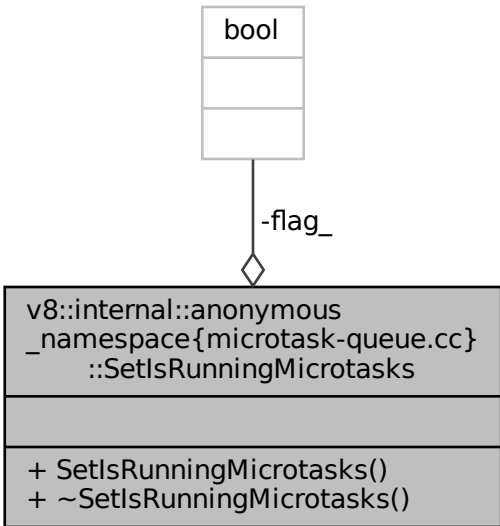 bool
-flag_
v8::internal::anonymous
_namespace{microtask-queue.cc}
::SetIsRunningMicrotasks
+ SetIsRunningMicrotasks()
+ ~SetIsRunningMicrotasks()